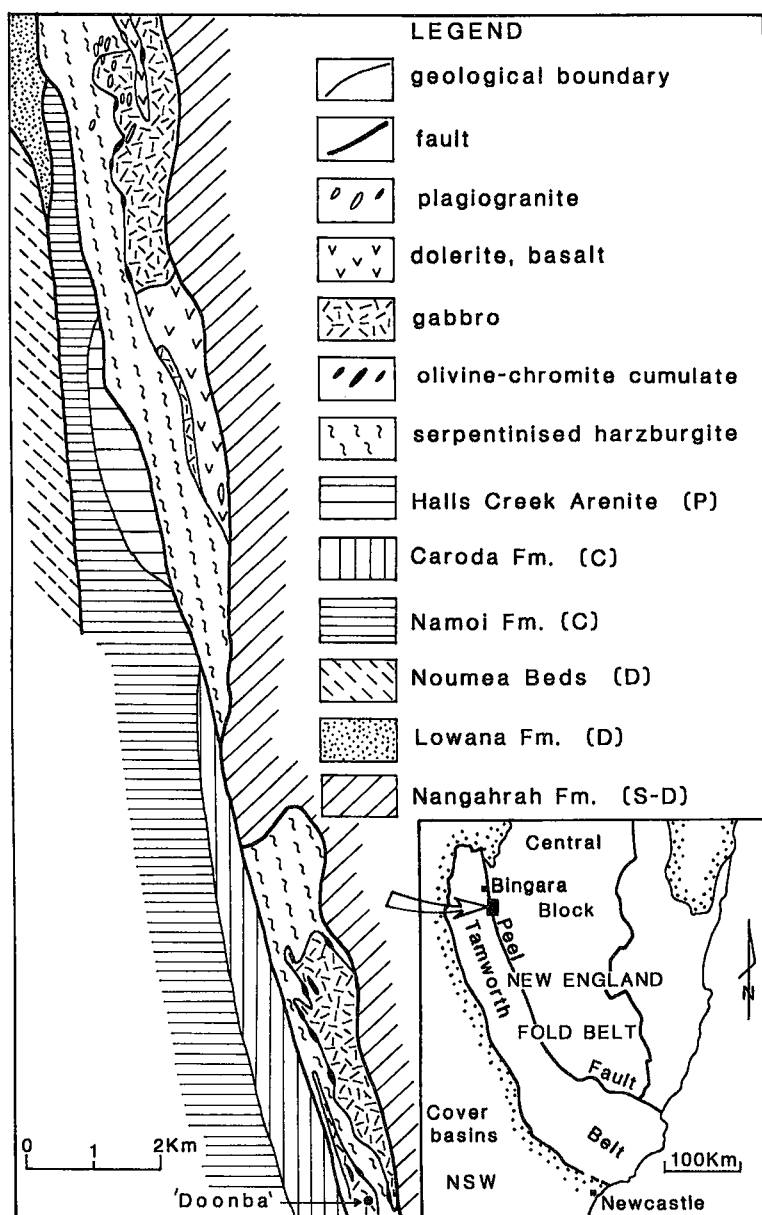 LEGEND
geological boundary
fault
plagiogranite
dolerite, basalt
gabbro
olivine-chromite cumulate
serpentinised harzburgite
Halls Creek Arenite (P)
Caroda Fm. (C)
Namoi Fm. (C)
Noumea Beds (D)
Lowana Fm. (D)
Nangahrah Fm. (S-D)
Central
Bingara
Block
Peel
Tamworth
NEW ENGLAND
FOLD BELT
Fault
Cover
basins
Belt
NSW
100Km
Newcastle
N
0 1 2Km
'Doonba'